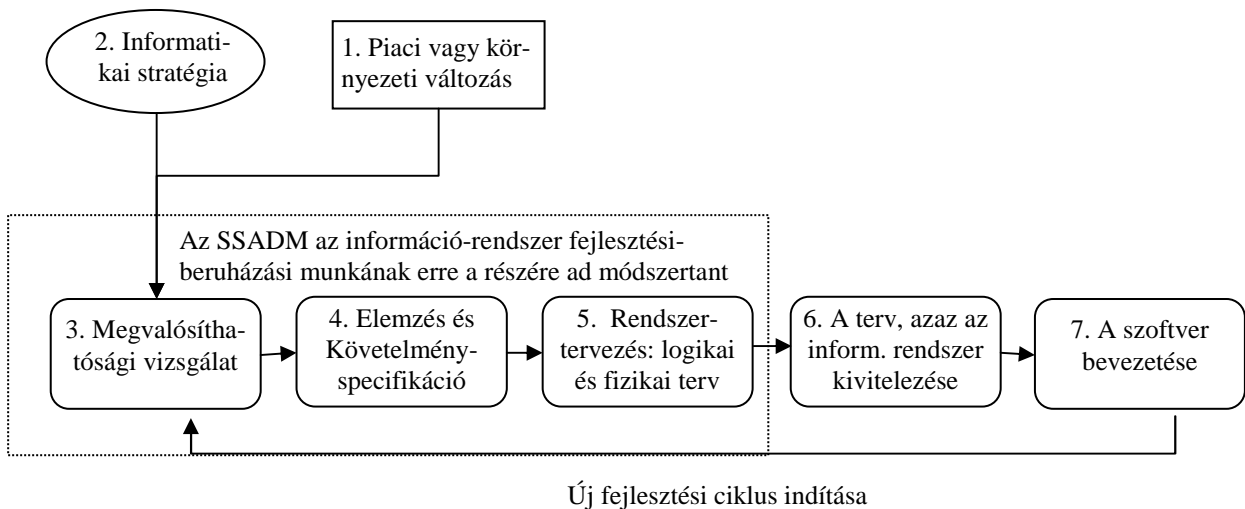 2. Informati-
kai stratégia
1. Piaci vagy kör-
nyezeti változás
Az SSADM az információ-rendszer fejlesztési-
beruházási munkának erre a részére ad módszertant
3. Megvalósítha-
tósági vizsgálat
4. Elemzés és
Követelmény-
specifikáció
5. Rendszer-
tervezés: logikai
és fizikai terv
6. A terv, azaz az
inform. rendszer
kivitelezése
7. A szoftver
bevezetése
Új fejlesztési ciklus indítása